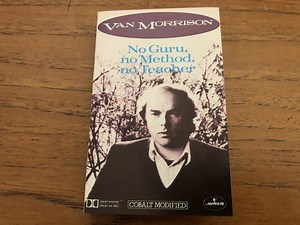 VAN MORRISON
No Guru,
no Method,
no Teacher
COBALT MODIFIED